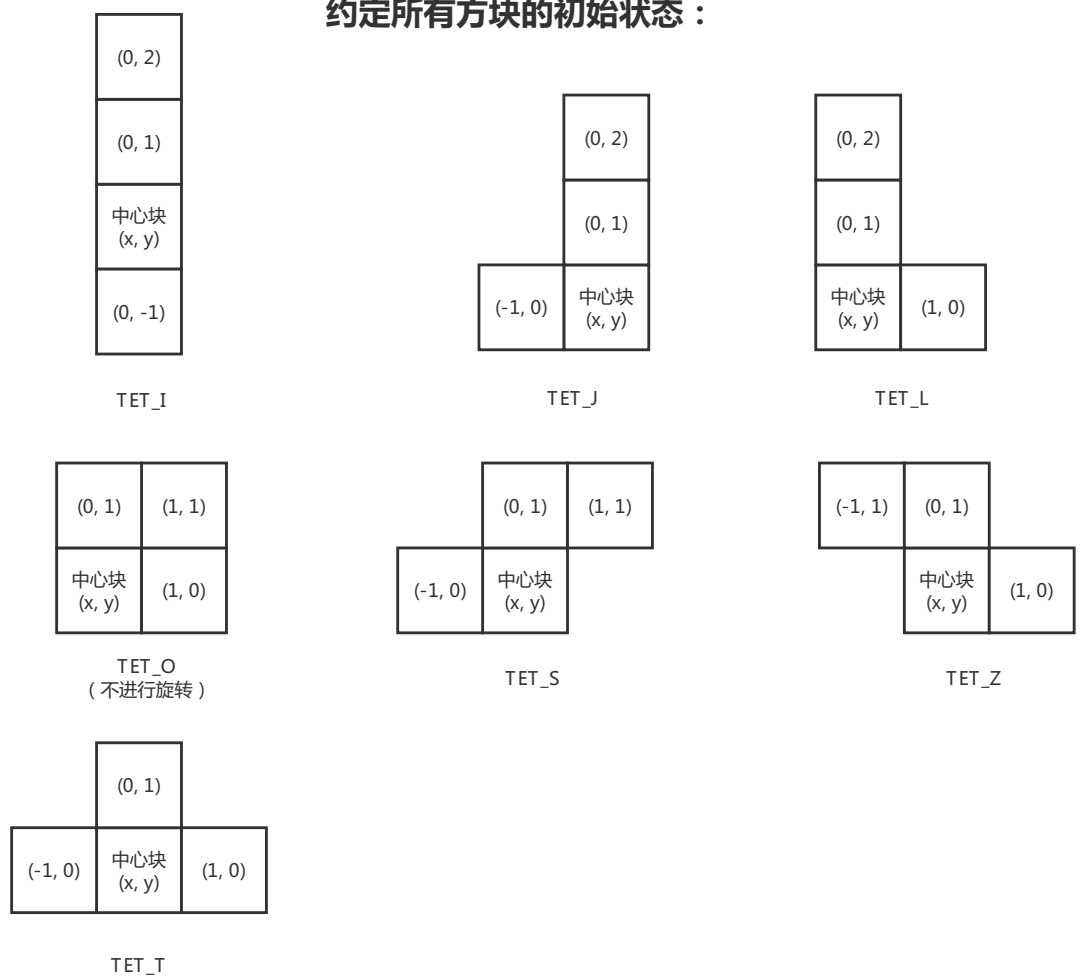 约定所有方块的初始状态：
(0, 2)
(0, 1)
中心块
(x, y)
(0, -1)
TET_I
(0, 2)
(0, 1)
(-1, 0)
中心块
(x, y)
TET_J
(0, 2)
(0, 1)
中心块
(x, y)
(1, 0)
TET_L
(0, 1)
(1, 1)
中心块
(x, y)
(1, 0)
TET_O
（不进行旋转）
(0, 1)
(1, 1)
(-1, 0)
中心块
(x, y)
TET_S
(-1, 1)
(0, 1)
中心块
(x, y)
(1, 0)
TET_Z
(0, 1)
(-1, 0)
中心块
(x, y)
(1, 0)
TET_T